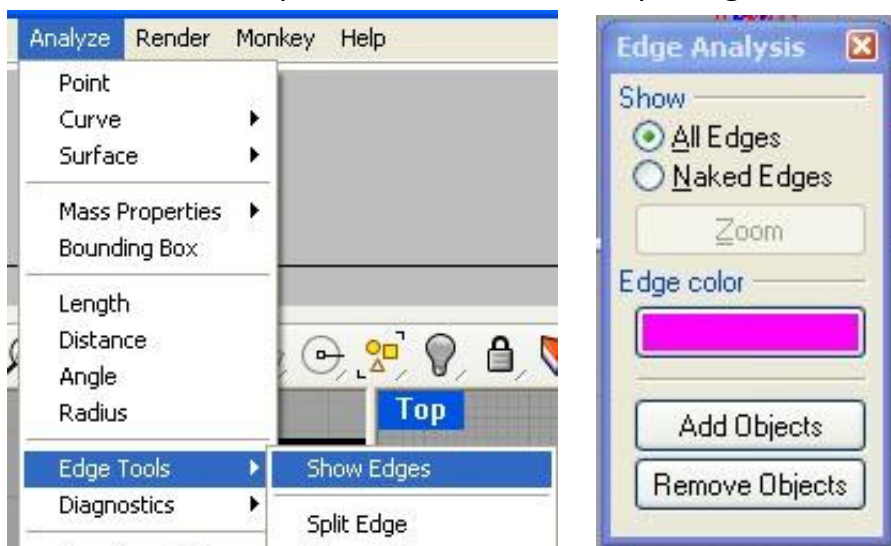 Analyze Render Monkey Help
Point
Curve
Surface
Mass Properties
Bounding Box
Length
Distance
Angle
Radius
Top
Edge Tools
Show Edges
Diagnostics
Split Edge
Edge Analysis
Show
All Edges
Naked Edges
Zoom
Edge color
Add Objects
Remove Objects